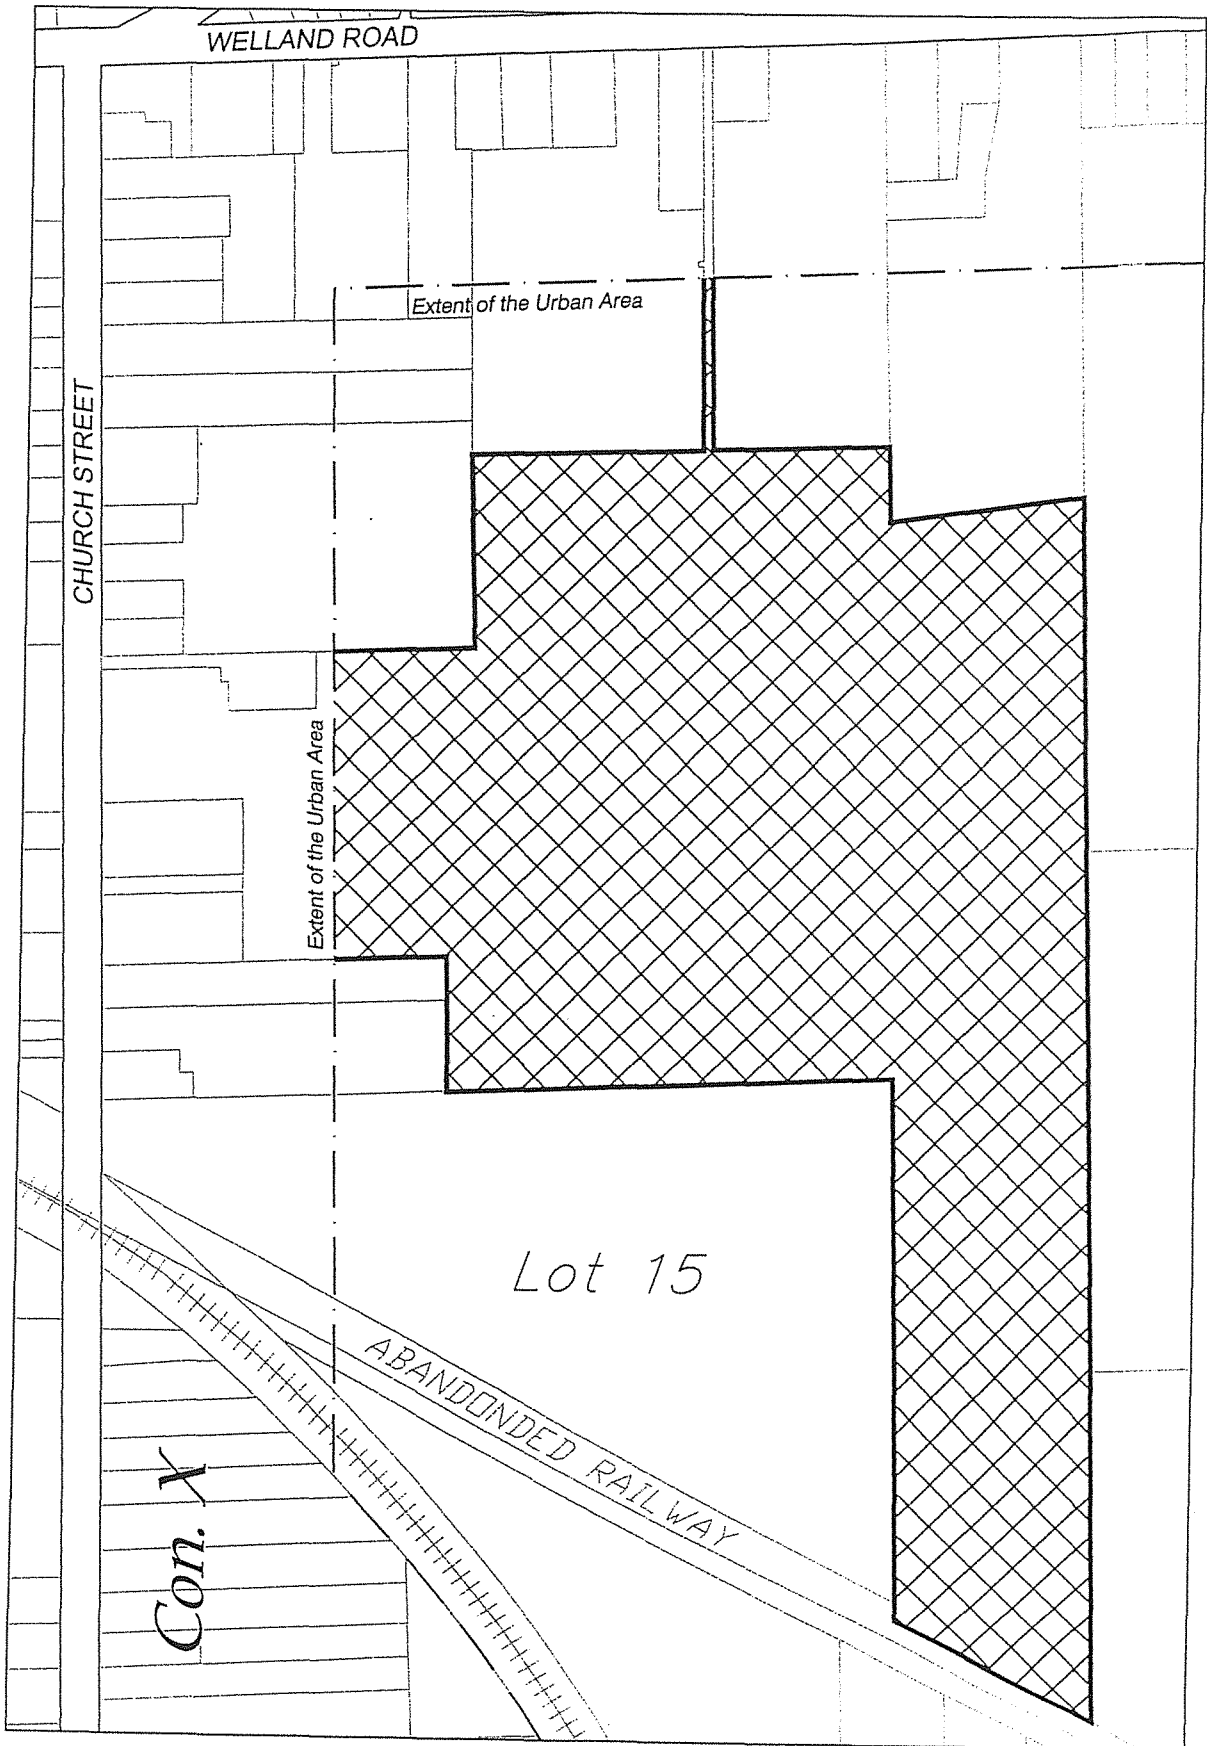 WELLAND ROAD
Extent of the Urban Area
CHURCH STREET
Extent of the Urban Area
Lot 15
ABANDONDED RAILWAY
Con. X